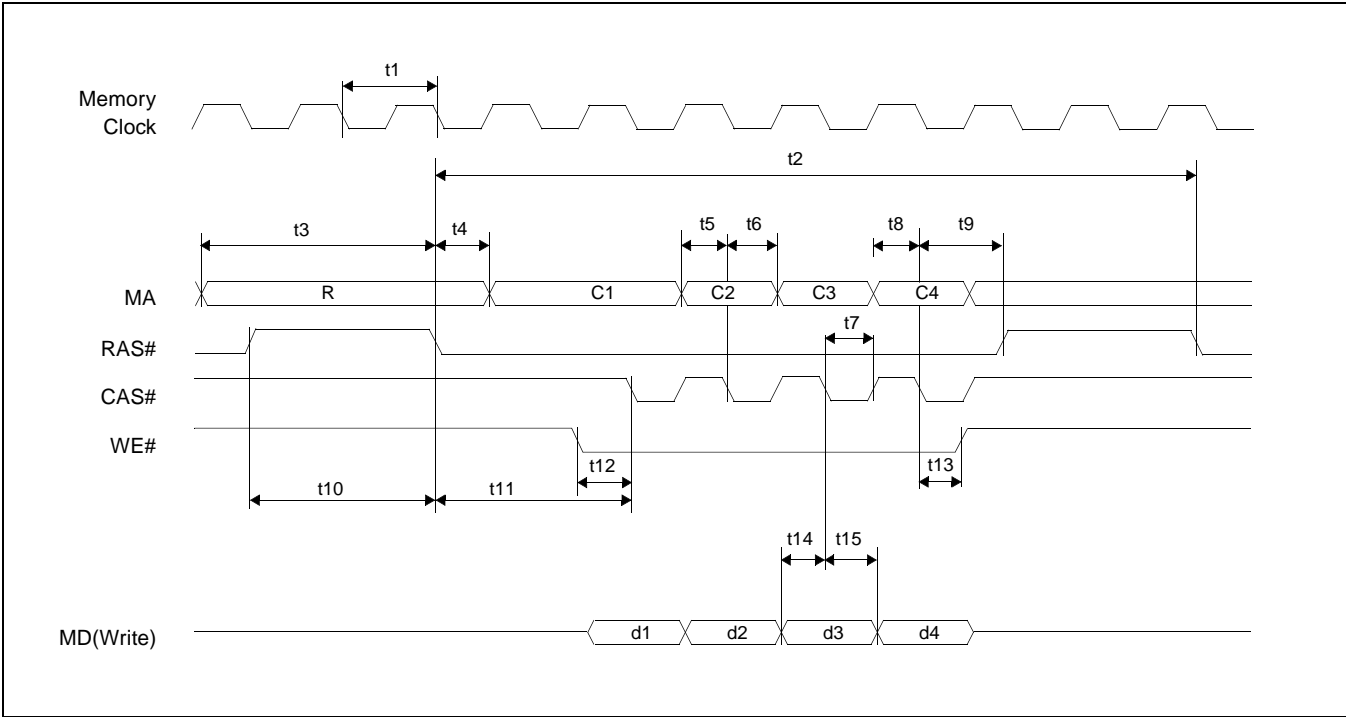 t1
Memory
Clock
t2
t3 t4 t5 t6 t8 t9
MA R C1 C2 C3 C4
t7
RAS#
CAS#
WE#
t12 t13
t10 t11
t14 t15
MD(Write) d1 d2 d3 d4